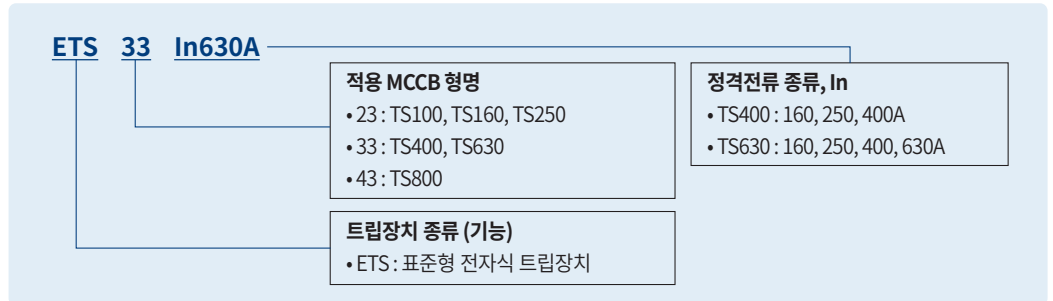 ETS 33 In630A
적용 MCCB 형명
• 23 : TS100, TS160, TS250
• 33 : TS400, TS630
• 43 : TS800
정격전류 종류, In
• TS400 : 160, 250, 400A
• TS630 : 160, 250, 400, 630A
트립장치 종류 (기능)
• ETS : 표준형 전자식 트립장치